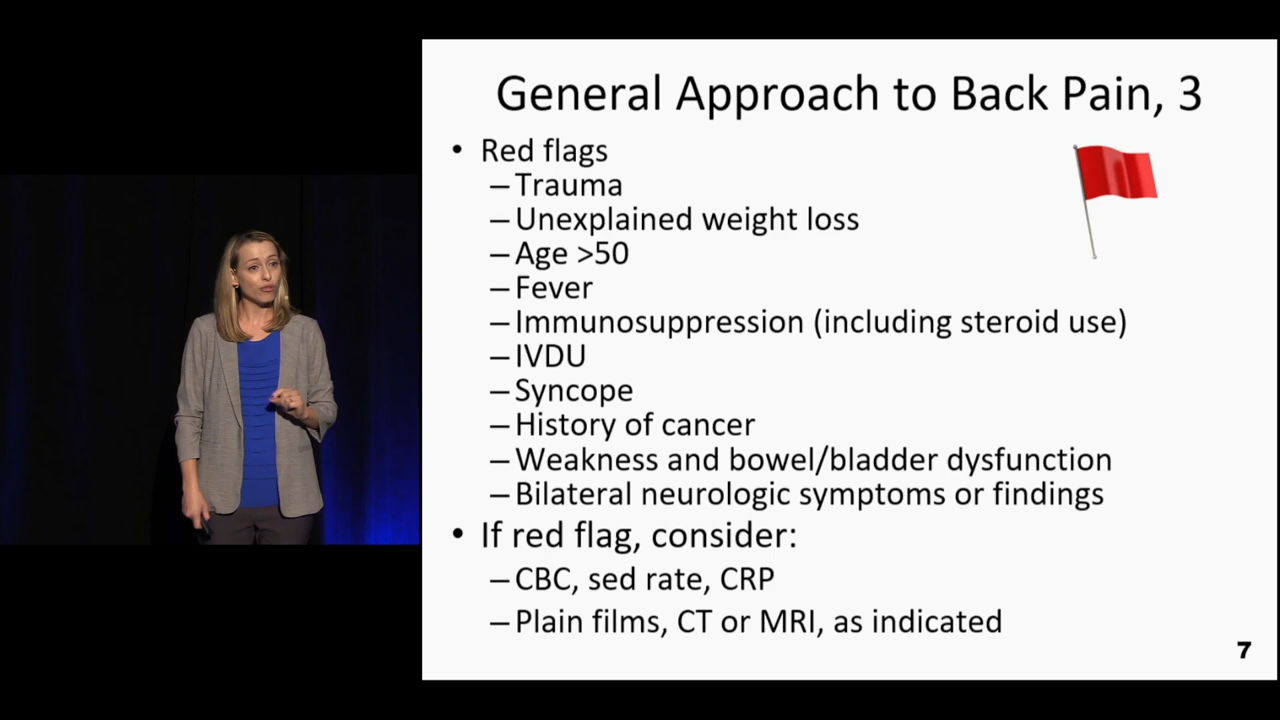 General Approach to Back Pain, 3
• Red flags
– Trauma
– Unexplained weight loss
– Age >50
– Fever
– Immunosuppression (including steroid use)
– IVDU
– Syncope
– History of cancer
– Weakness and bowel/bladder dysfunction
– Bilateral neurologic symptoms or findings
• If red flag, consider:
– CBC, sed rate, CRP
– Plain films, CT or MRI, as indicated
7